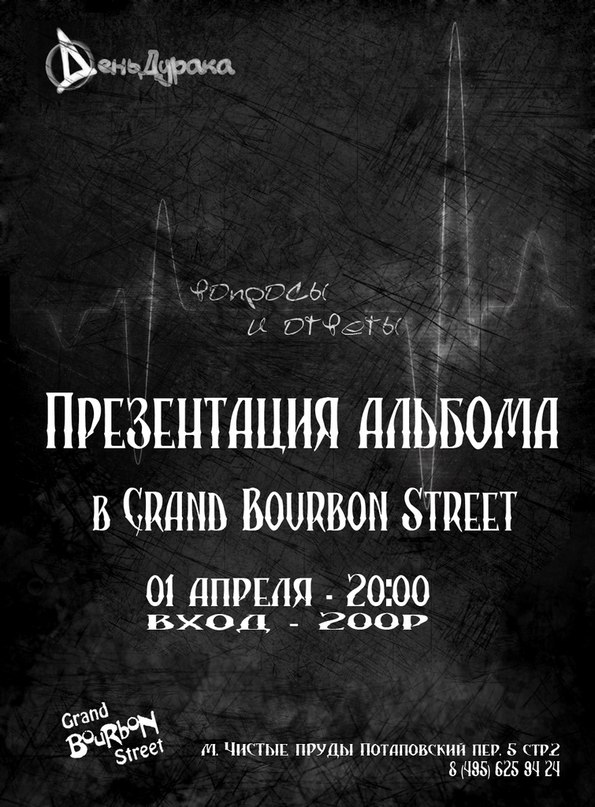 ДеньДурака
вопросы
и ответы
Презентация альбома
в Grand Bourbon Street
01 апреля - 20:00
вход - 200р
Grand
BouRboN
Street
м. Чистые пруды Потаповский пер. 5 стр.2
8 (495) 625 94 24